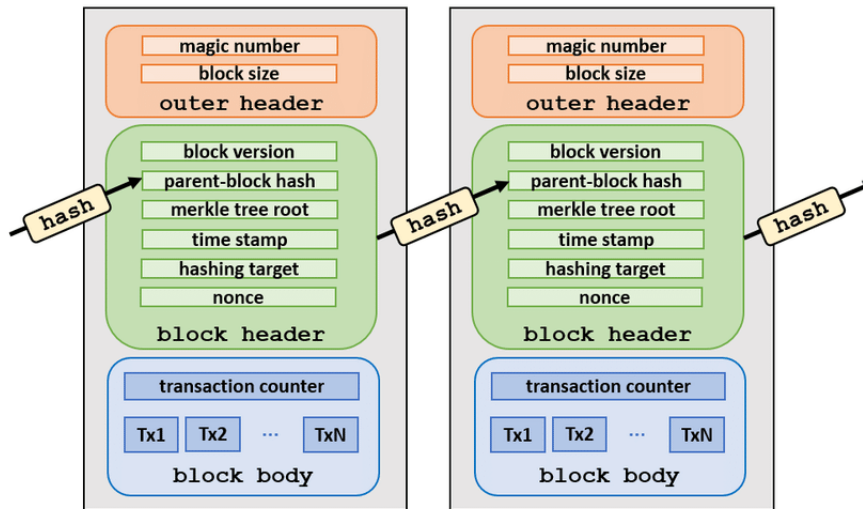 magic number
block size
outer header
block version
parent-block hash
merkle tree root
time stamp
hashing target
nonce
block header
transaction counter
Tx1 Tx2 ... TxN
block body
hash
magic number
block size
outer header
block version
parent-block hash
merkle tree root
time stamp
hashing target
nonce
block header
transaction counter
Tx1 Tx2 ... TxN
block body
hash
hash